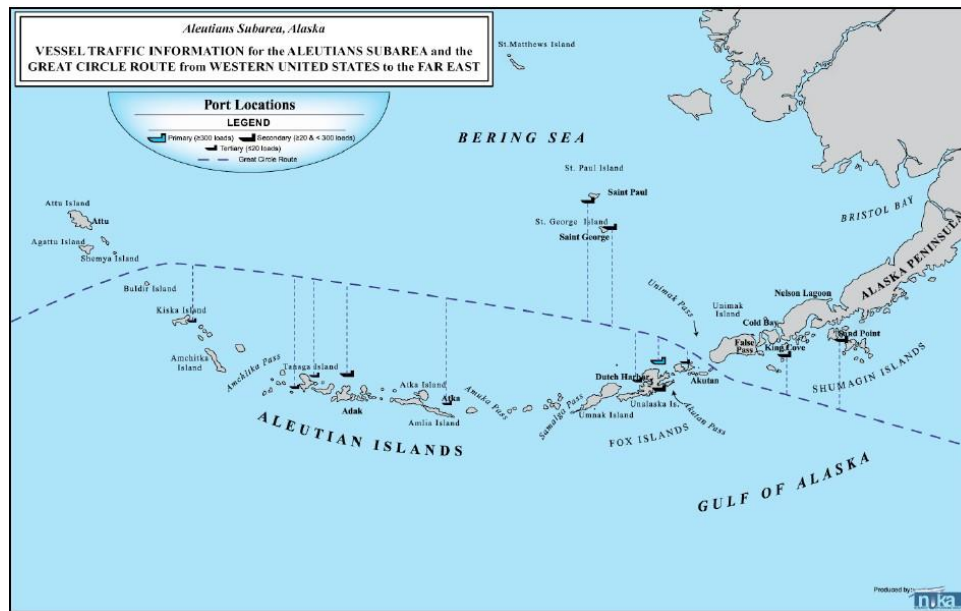 Aleutians Subarea, Alaska
VESSEL TRAFFIC INFORMATION for the ALEUTIANS SUBAREA and the
GREAT CIRCLE ROUTE from WESTERN UNITED STATES to the FAR EAST
Port Locations
LEGEND
Primary (≥300 loads) Secondary (≥20 & < 300 loads)
Tertiary (≤20 loads)
Great Circle Route
St. Matthews Island
BERING SEA
St. Paul Island
Saint Paul
St. George Island
Saint George
BRISTOL BAY
ALASKA PENINSULA
Attu Island
Attu
Agattu Island
Shemya Island
Buldir Island
Kiska Island
Amchitka Island
Amchitka Pass
Tanaga Island
Adak
Atka Island
Atka
Amlia Island
Amuka Pass
Samalga Pass
Umnak Island
Dutch Harbor
Unalaska Is.
Akutan
Akutan Pass
Unimak Pass
Unimak Island
False Pass
Cold Bay
King Cove
Nelson Lagoon
Sand Point
SHUMAGIN ISLANDS
FOX ISLANDS
ALEUTIAN ISLANDS
GULF OF ALASKA
Produced by:
nuka